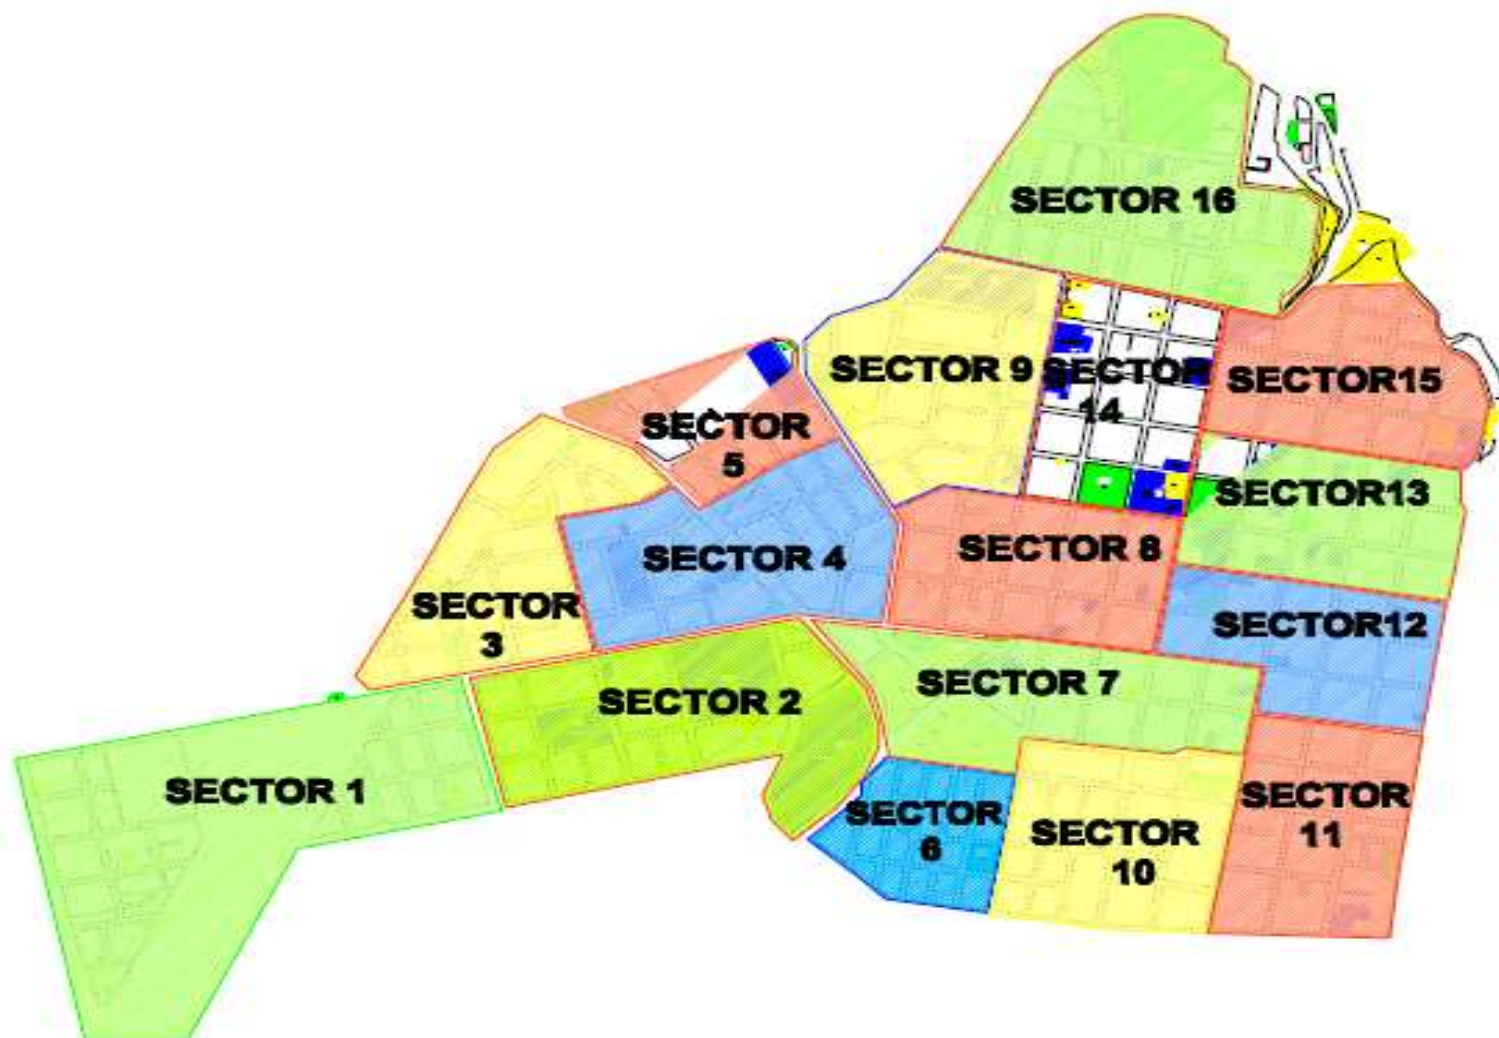 SECTOR 16
SECTOR 9
SECTOR
14
SECTOR15
SECTOR
5
SECTOR13
SECTOR 4
SECTOR 8
SECTOR
3
SECTOR12
SECTOR 2
SECTOR 7
SECTOR 1
SECTOR
6
SECTOR
10
SECTOR
11